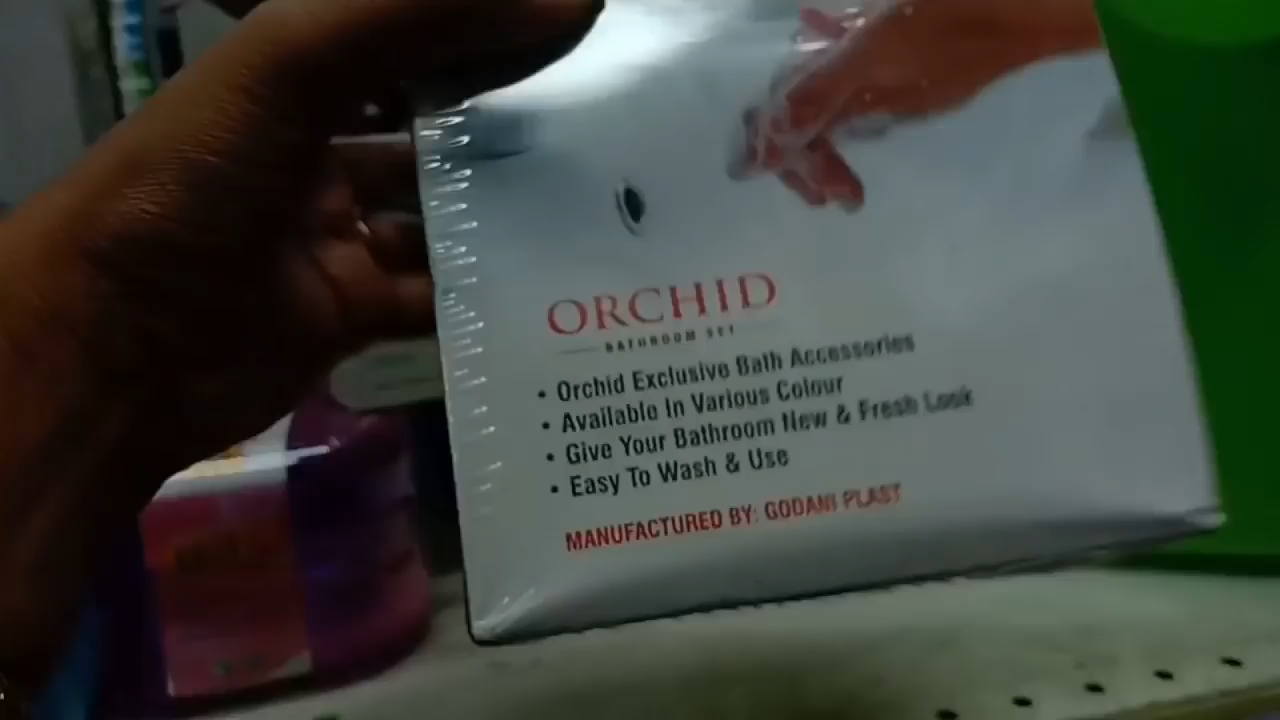 ORCHID
BATHROOM SET
• Orchid Exclusive Bath Accessories
• Available In Various Colour
• Give Your Bathroom New & Fresh Look
• Easy To Wash & Use
MANUFACTURED BY: GODANI PLAST